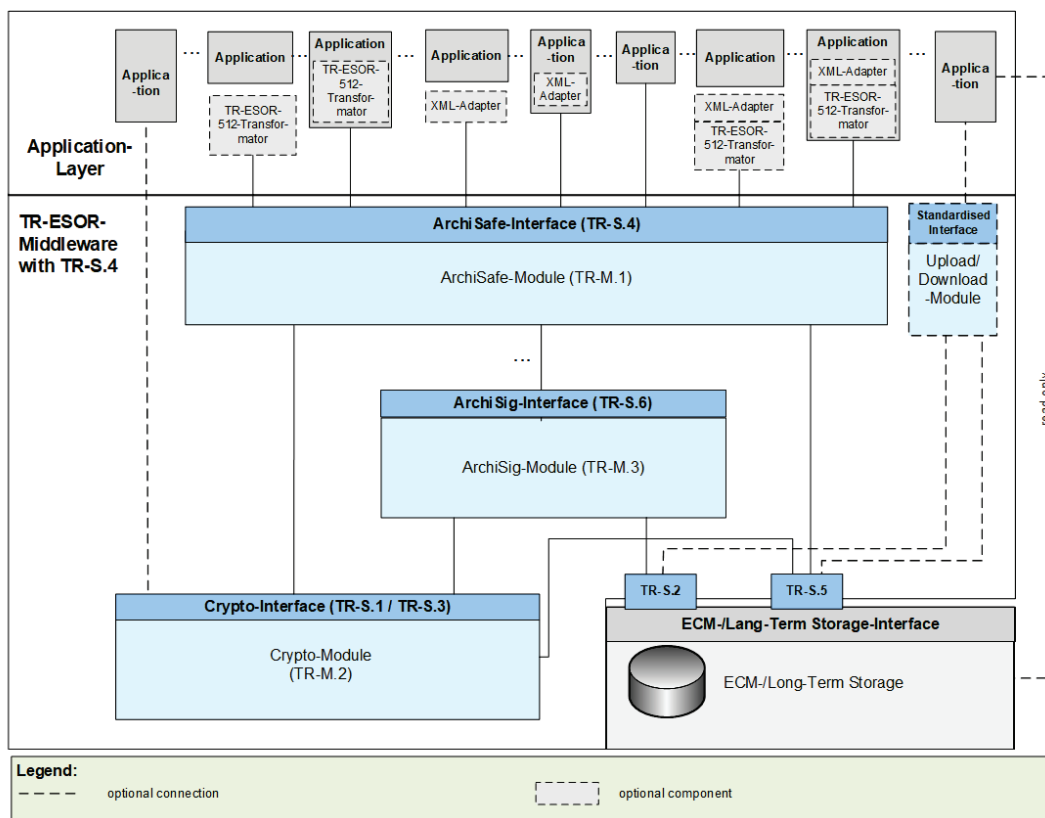 Applica
-tion
...
Application
TR-ESOR-
512-Transfor-
mator
Application
TR-ESOR-
512-
Transfor-
mator
...
Application
XML-Adapter
...
Applica
-tion
XML-
Adapter
...
Applica
-tion
...
Application
XML-Adapter
TR-ESOR-
512-Transfor-
mator
Application
XML-Adapter
TR-ESOR-
512-Transfor-
mator
...
Applica
-tion
Application-
Layer
TR-ESOR-
Middleware
with TR-S.4
ArchiSafe-Interface (TR-S.4)
ArchiSafe-Module (TR-M.1)
Standardised
Interface
Upload/
Download
-Module
...
ArchiSig-Interface (TR-S.6)
ArchiSig-Module (TR-M.3)
read only
TR-S.2
TR-S.5
Crypto-Interface (TR-S.1 / TR-S.3)
Crypto-Module
(TR-M.2)
ECM-/Lang-Term Storage-Interface
ECM-/Long-Term Storage
Legend:
optional connection
optional component